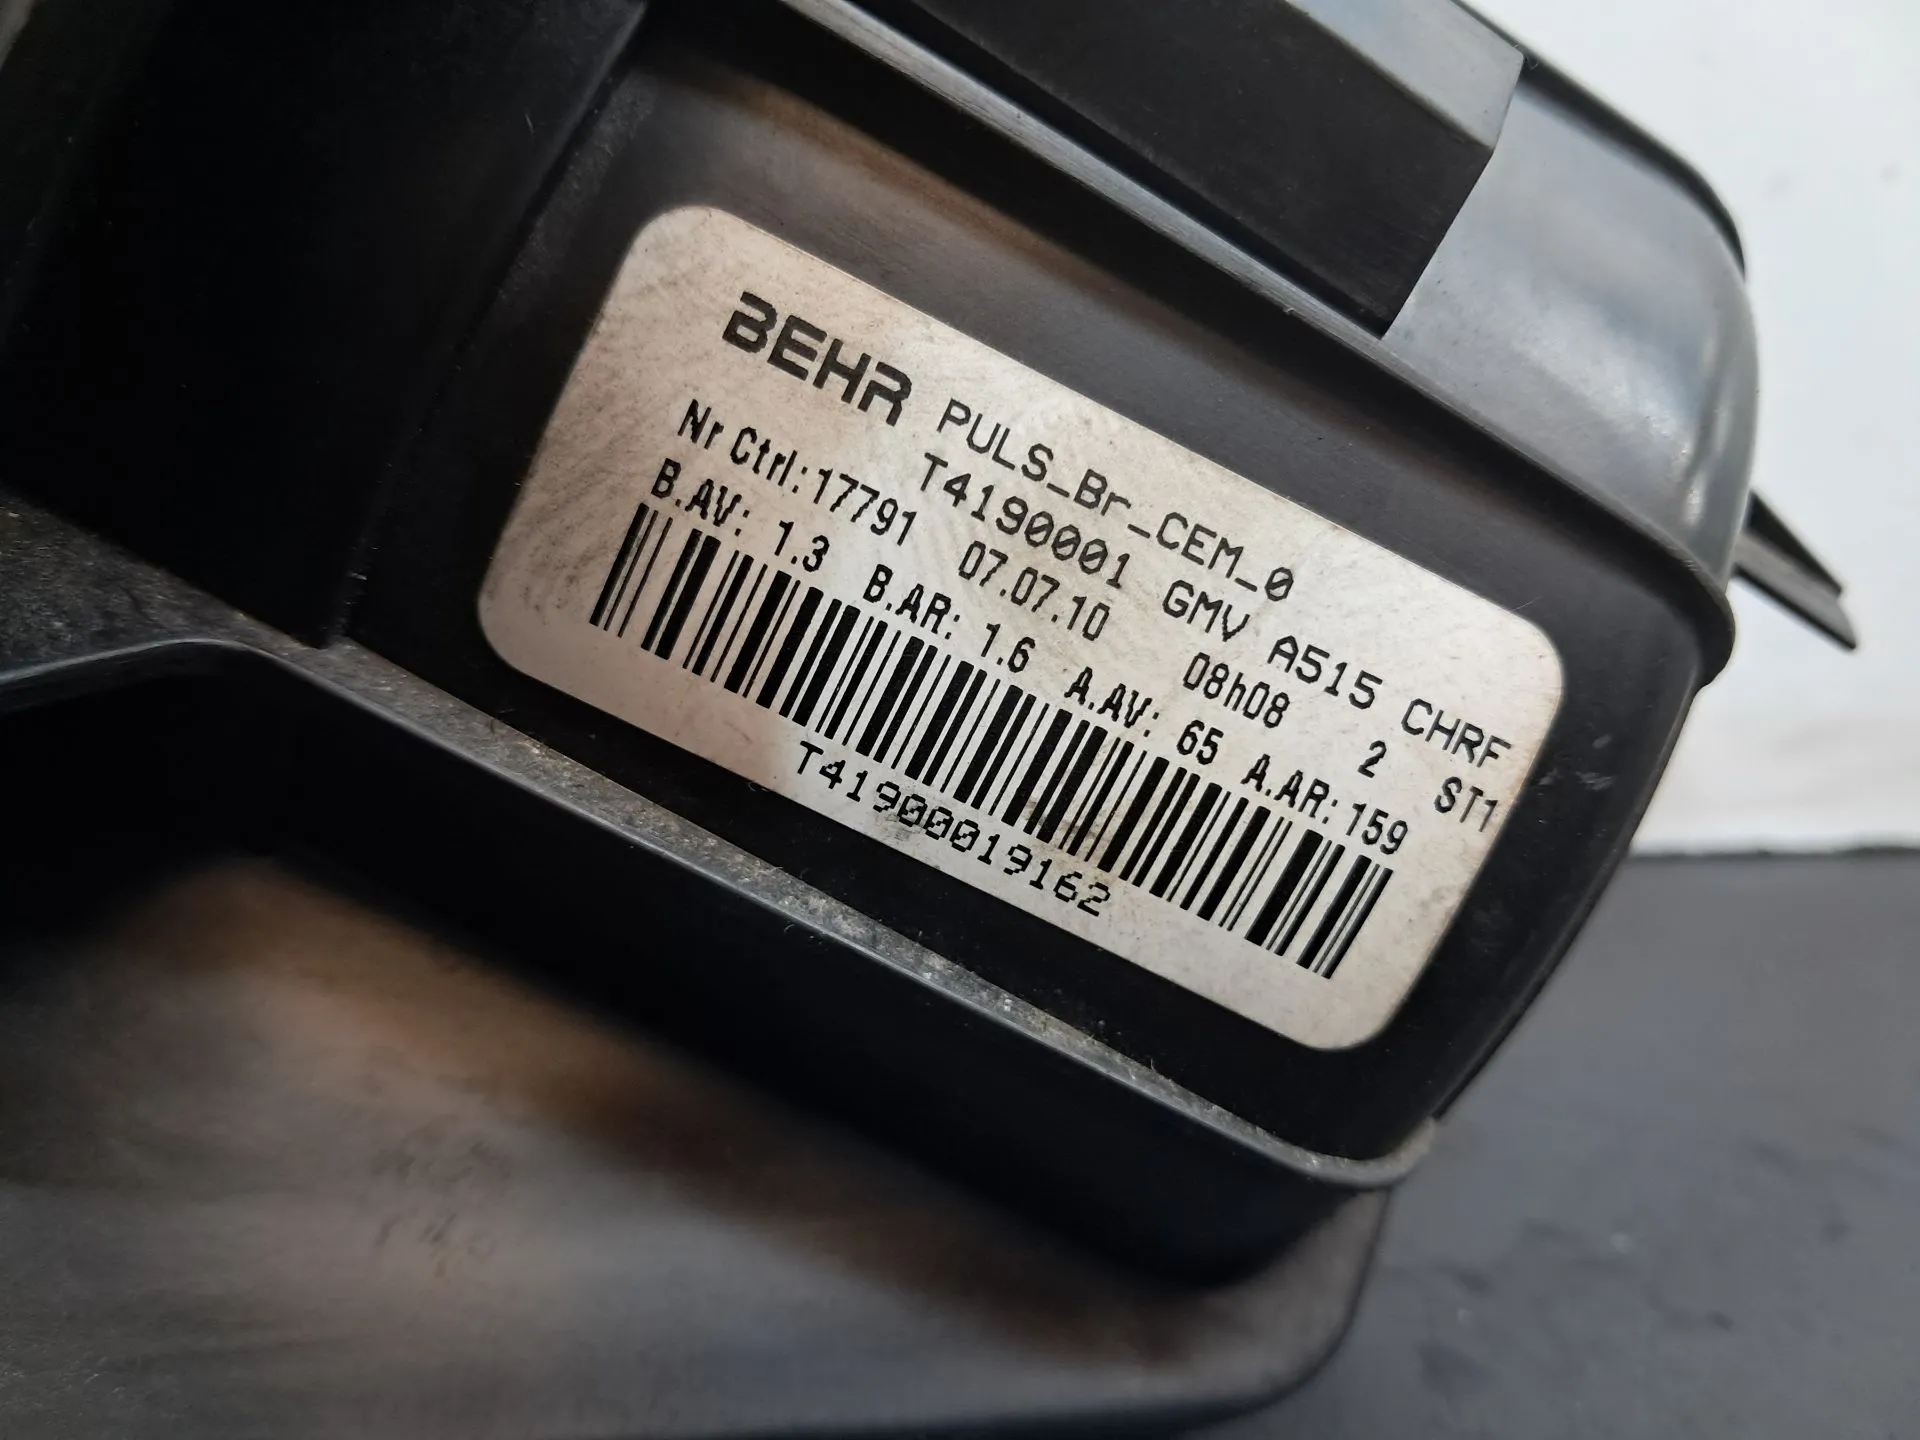 BEHR PULS_Br_CEM_0
T4190001 GMV A515 CHRF
Nr Ctrl:17791 07.07.10 08h08 2 ST1
B.AV: 1.3 B.AR: 1.6 A.AV: 65 A.AR:159
T41900019162